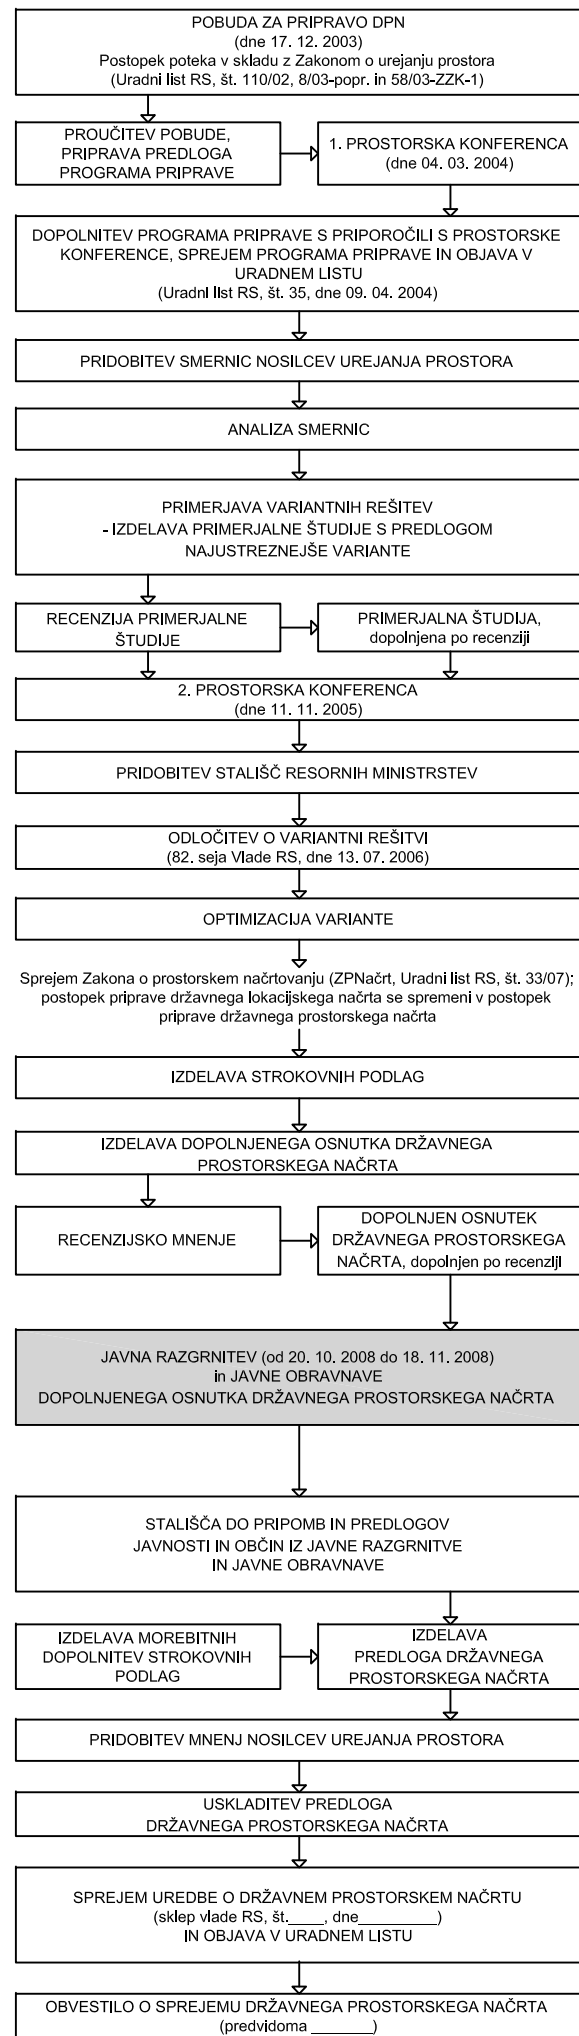 POBUDA ZA PRIPRAVO DPN
(dne 17. 12. 2003)
Postopek poteka v skladu z Zakonom o urejanju prostora
(Uradni list RS, št. 110/02, 8/03-popr. in 58/03-ZZK-1)
PROUČITEV POBUDE,
PRIPRAVA PREDLOGA
PROGRAMA PRIPRAVE
1. PROSTORSKA KONFERENCA
(dne 04. 03. 2004)
DOPOLNITEV PROGRAMA PRIPRAVE S PRIPOROČILI S PROSTORSKE
KONFERENCE, SPREJEM PROGRAMA PRIPRAVE IN OBJAVA V
URADNEM LISTU
(Uradni list RS, št. 35, dne 09. 04. 2004)
PRIDOBITEV SMERNIC NOSILCEV UREJANJA PROSTORA
ANALIZA SMERNIC
PRIMERJAVA VARIANTNIH REŠITEV
- IZDELAVA PRIMERJALNE ŠTUDIJE S PREDLOGOM
NAJUSTREZNEJŠE VARIANTE
RECENZIJA PRIMERJALNE
ŠTUDIJE
PRIMERJALNA ŠTUDIJA,
dopolnjena po recenziji
2. PROSTORSKA KONFERENCA
(dne 11. 11. 2005)
PRIDOBITEV STALIŠČ RESORNIH MINISTRSTEV
ODLOČITEV O VARIANTNI REŠITVI
(82. seja Vlade RS, dne 13. 07. 2006)
OPTIMIZACIJA VARIANTE
Sprejem Zakona o prostorskem načrtovanju (ZPNačrt, Uradni list RS, št. 33/07);
postopek priprave državnega lokacijskega načrta se spremeni v postopek
priprave državnega prostorskega načrta
IZDELAVA STROKOVNIH PODLAG
IZDELAVA DOPOLNJENEGA OSNUTKA DRŽAVNEGA
PROSTORSKEGA NAČRTA
RECENZIJSKO MNENJE
DOPOLNJEN OSNUTEK
DRŽAVNEGA PROSTORSKEGA
NAČRTA, dopolnjen po recenziji
JAVNA RAZGRNITEV (od 20. 10. 2008 do 18. 11. 2008)
in JAVNE OBRAVNAVE
DOPOLNJENEGA OSNUTKA DRŽAVNEGA PROSTORSKEGA NAČRTA
STALIŠČA DO PRIPOMB IN PREDLOGOV
JAVNOSTI IN OBČIN IZ JAVNE RAZGRNITVE
IN JAVNE OBRAVNAVE
IZDELAVA MOREBITNIH
DOPOLNITEV STROKOVNIH
PODLAG
IZDELAVA
PREDLOGA DRŽAVNEGA
PROSTORSKEGA NAČRTA
PRIDOBITEV MNENJ NOSILCEV UREJANJA PROSTORA
USKLADITEV PREDLOGA
DRŽAVNEGA PROSTORSKEGA NAČRTA
SPREJEM UREDBE O DRŽAVNEM PROSTORSKEM NAČRTU
(sklep vlade RS, št.____, dne_________)
IN OBJAVA V URADNEM LISTU
OBVESTILO O SPREJEMU DRŽAVNEGA PROSTORSKEGA NAČRTA
(predvidoma _______)